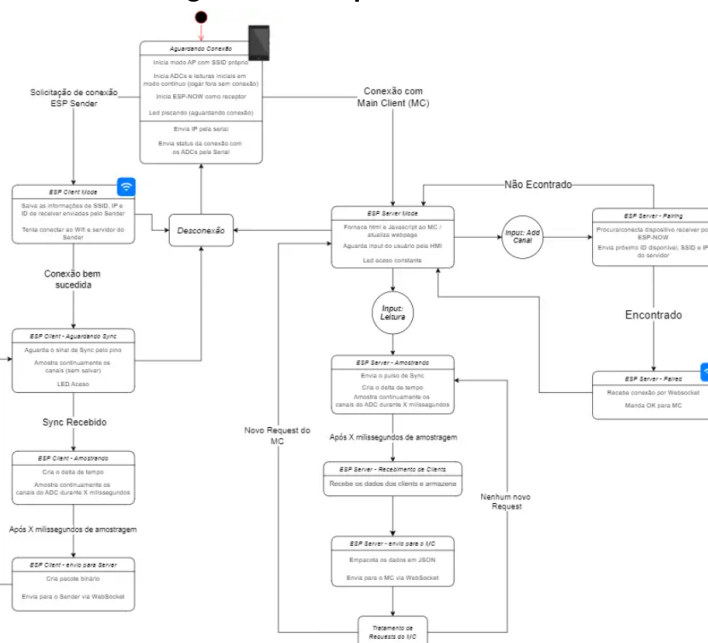 Aguardando Conexão
Inicia modo AP com SSID próprio
Inicia ADCs e leituras iniciais em
modo contínuo (jogar fora sem conexão)
Inicia ESP-NOW como receptor
Led piscando (aguardando conexão)
Envia IP pela serial
Envia status da conexão com
os ADCs pela Serial
Solicitação de conexão
ESP Sender
Conexão com
Main Client (MC)
ESP Client Mode
Salva as informações de SSID, IP e
ID de receiver enviadas pelo Sender
Tenta conectar ao Wifi e servidor do
Sender
Desconexão
ESP Server Mode
Fornece html e Javascript ao MC /
atualiza webpage
Aguarda input do usuário pela HMI
Led aceso constante
Não Econtrado
Input: Add
Canal
ESP Server - Pairing
Procura/conecta dispositivo receiver por
ESP-NOW
Envia próximo ID disponível, SSID e IP
do servidor
Conexão bem
sucedida
Input:
Leitura
Encontrado
ESP Client - Aguardando Sync
Aguarda o sinal de Sync pelo pino
Amostra continuamente os
canais (sem salvar)
LED Aceso
ESP Server - Amostrando
Envia o pulso de Sync
Cria o delta de tempo
Amostra continuamente os
canais do ADC durante X milissegundos
ESP Server - Paired
Recebe conexão por Websocket
Manda OK para MC
Sync Recebido
Novo Request do
MC
Após X milissegundos de amostragem
ESP Client - Amostrando
Cria o delta de tempo
Amostra continuamente os
canais do ADC durante X milissegundos
ESP Server - Recebimento de Clients
Recebe os dados dos clients e armazena
Nenhum novo
Request
Após X milissegundos de amostragem
ESP Client - envio para Server
Cria pacote binário
Envia para o Sender via WebSocket
ESP Server - envio para o MC
Empacota os dados em JSON
Envia para o MC via WebSocket
Tratamento de
Requests do MC